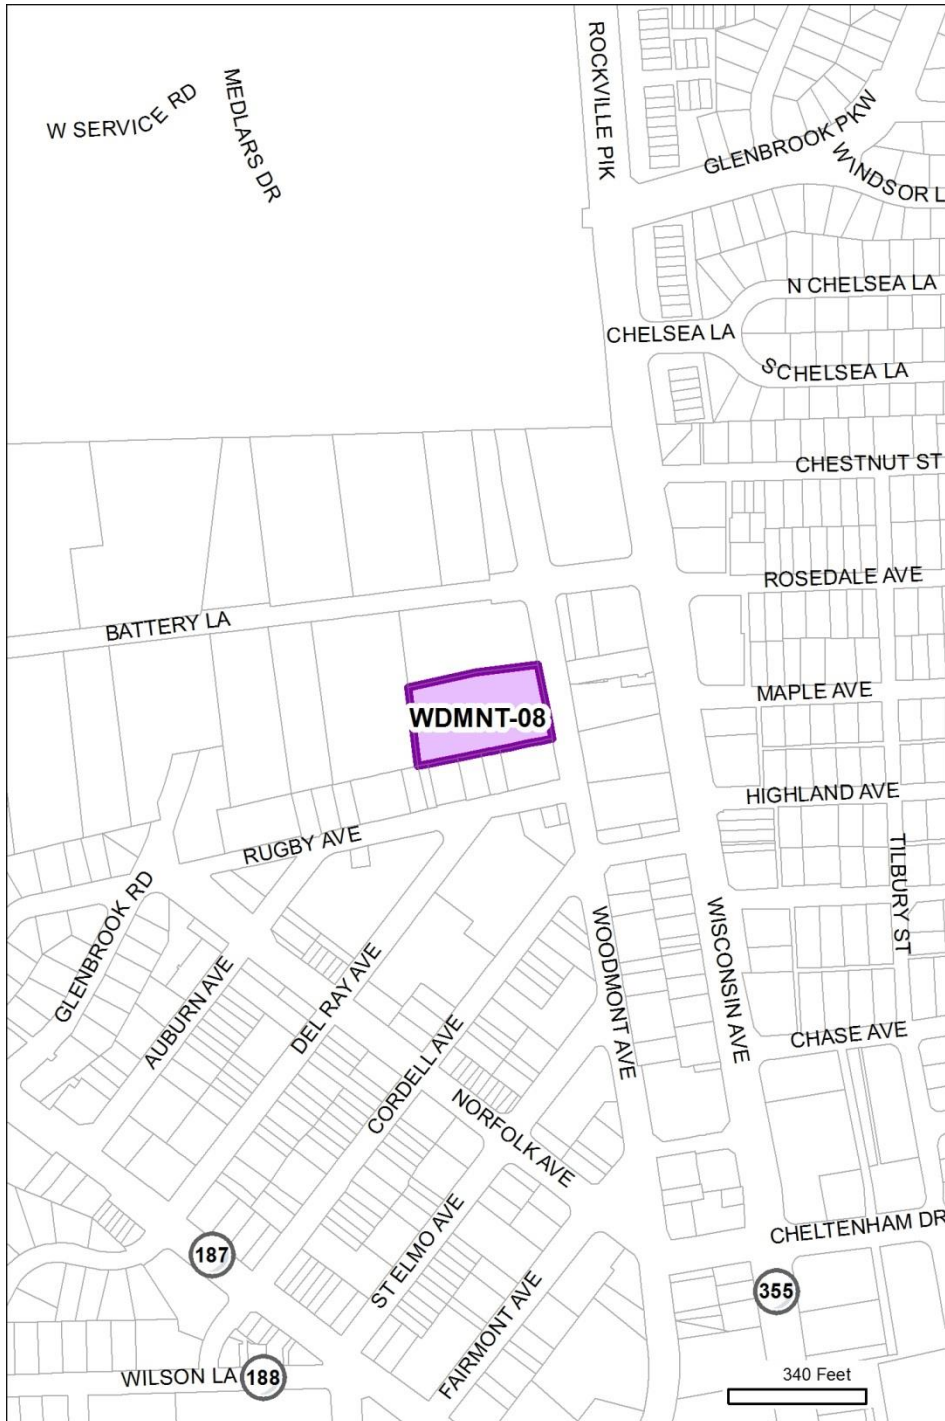 ROCKVILLE PIK
W SERVICE RD
MEDLARS DR
GLENBROOK PKW
WINDSOR L
N CHELSEA LA
CHELSEA LA
S CHELSEA LA
CHESTNUT ST
ROSEDALE AVE
BATTERY LA
MAPLE AVE
WDMNT-08
HIGHLAND AVE
RUGBY AVE
TILBURY ST
GLENBROOK RD
WOODMONT AVE
WISCONSIN AVE
AUBURN AVE
DEL RAY AVE
CORDELL AVE
CHASE AVE
NORFOLK AVE
ST ELMO AVE
CHELTENHAM DR
187
355
FAIRMONT AVE
WILSON LA
188
340 Feet